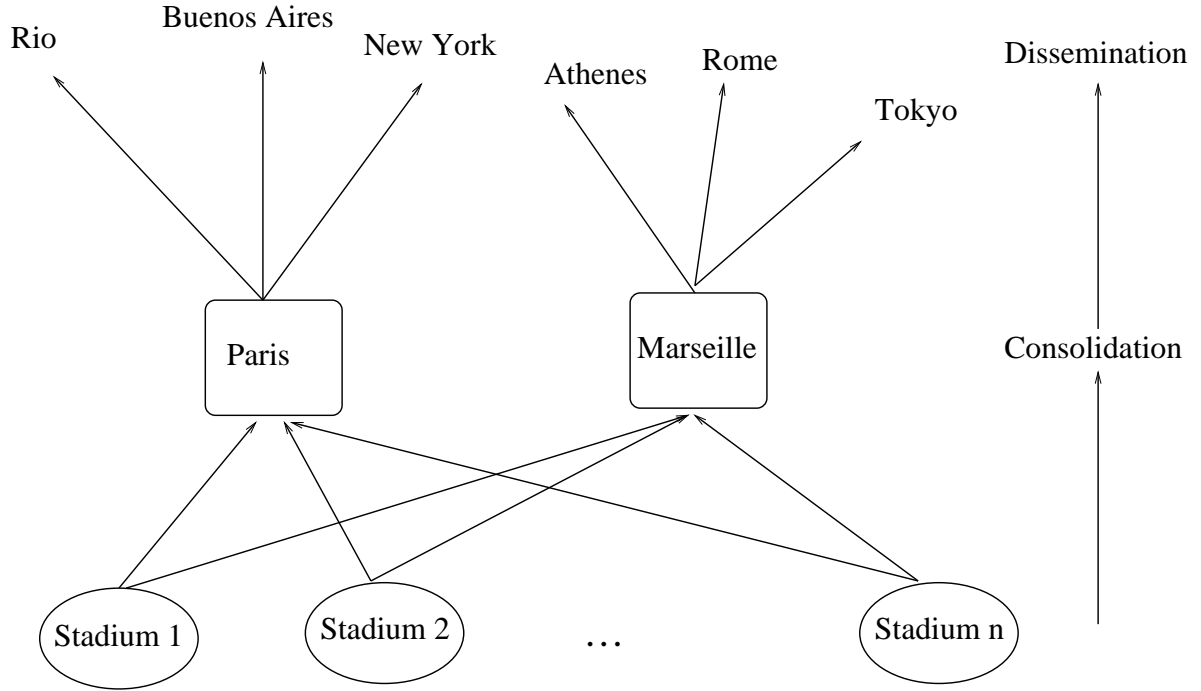 Rio
Buenos Aires
New York
Athenes
Rome
Tokyo
Dissemination
Paris
Marseille
Consolidation
Stadium 1
Stadium 2
...
Stadium n